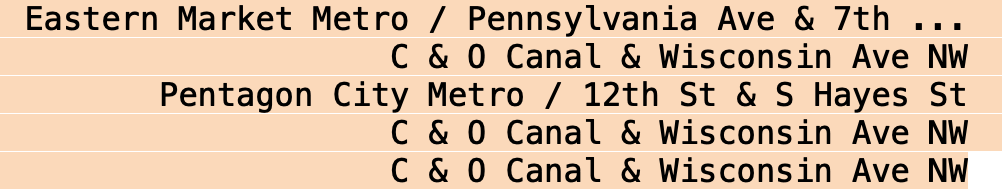 Eastern Market Metro / Pennsylvania Ave & 7th ...
C & O Canal & Wisconsin Ave NW
Pentagon City Metro / 12th St & S Hayes St
C & O Canal & Wisconsin Ave NW
C & O Canal & Wisconsin Ave NW